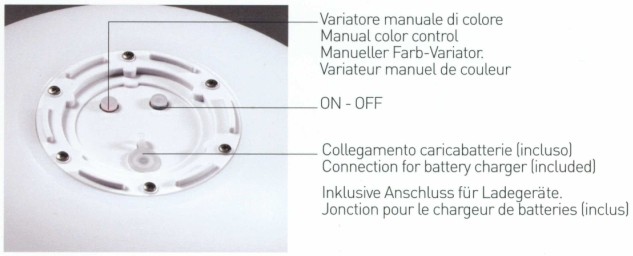 Variatore manuale di colore
Manual color control
Manueller Farb-Variator.
Variateur manuel de couleur
ON - OFF
Collegamento caricabatterie (incluso)
Connection for battery charger (included)
Inklusive Anschluss für Ladegeräte.
Jonction pour le chargeur de batteries (inclus)